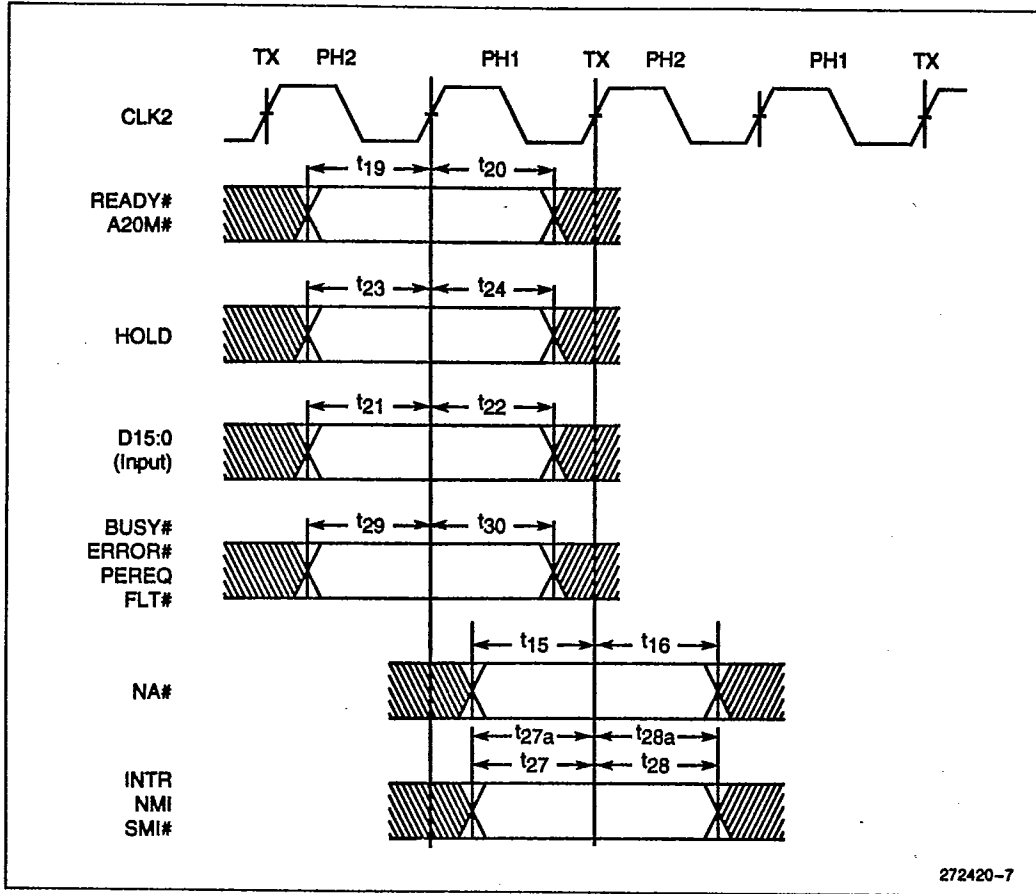 TX PH2 PH1 TX PH2 PH1 TX
CLK2
t19 t20
READY#
A20M#
t23 t24
HOLD
t21 t22
D15:0
(Input)
BUSY#
t29 t30
ERROR#
PEREQ
FLT#
t15 t16
NA#
t27a t28a
t27 t28
INTR
NMI
SMI#
272420-7